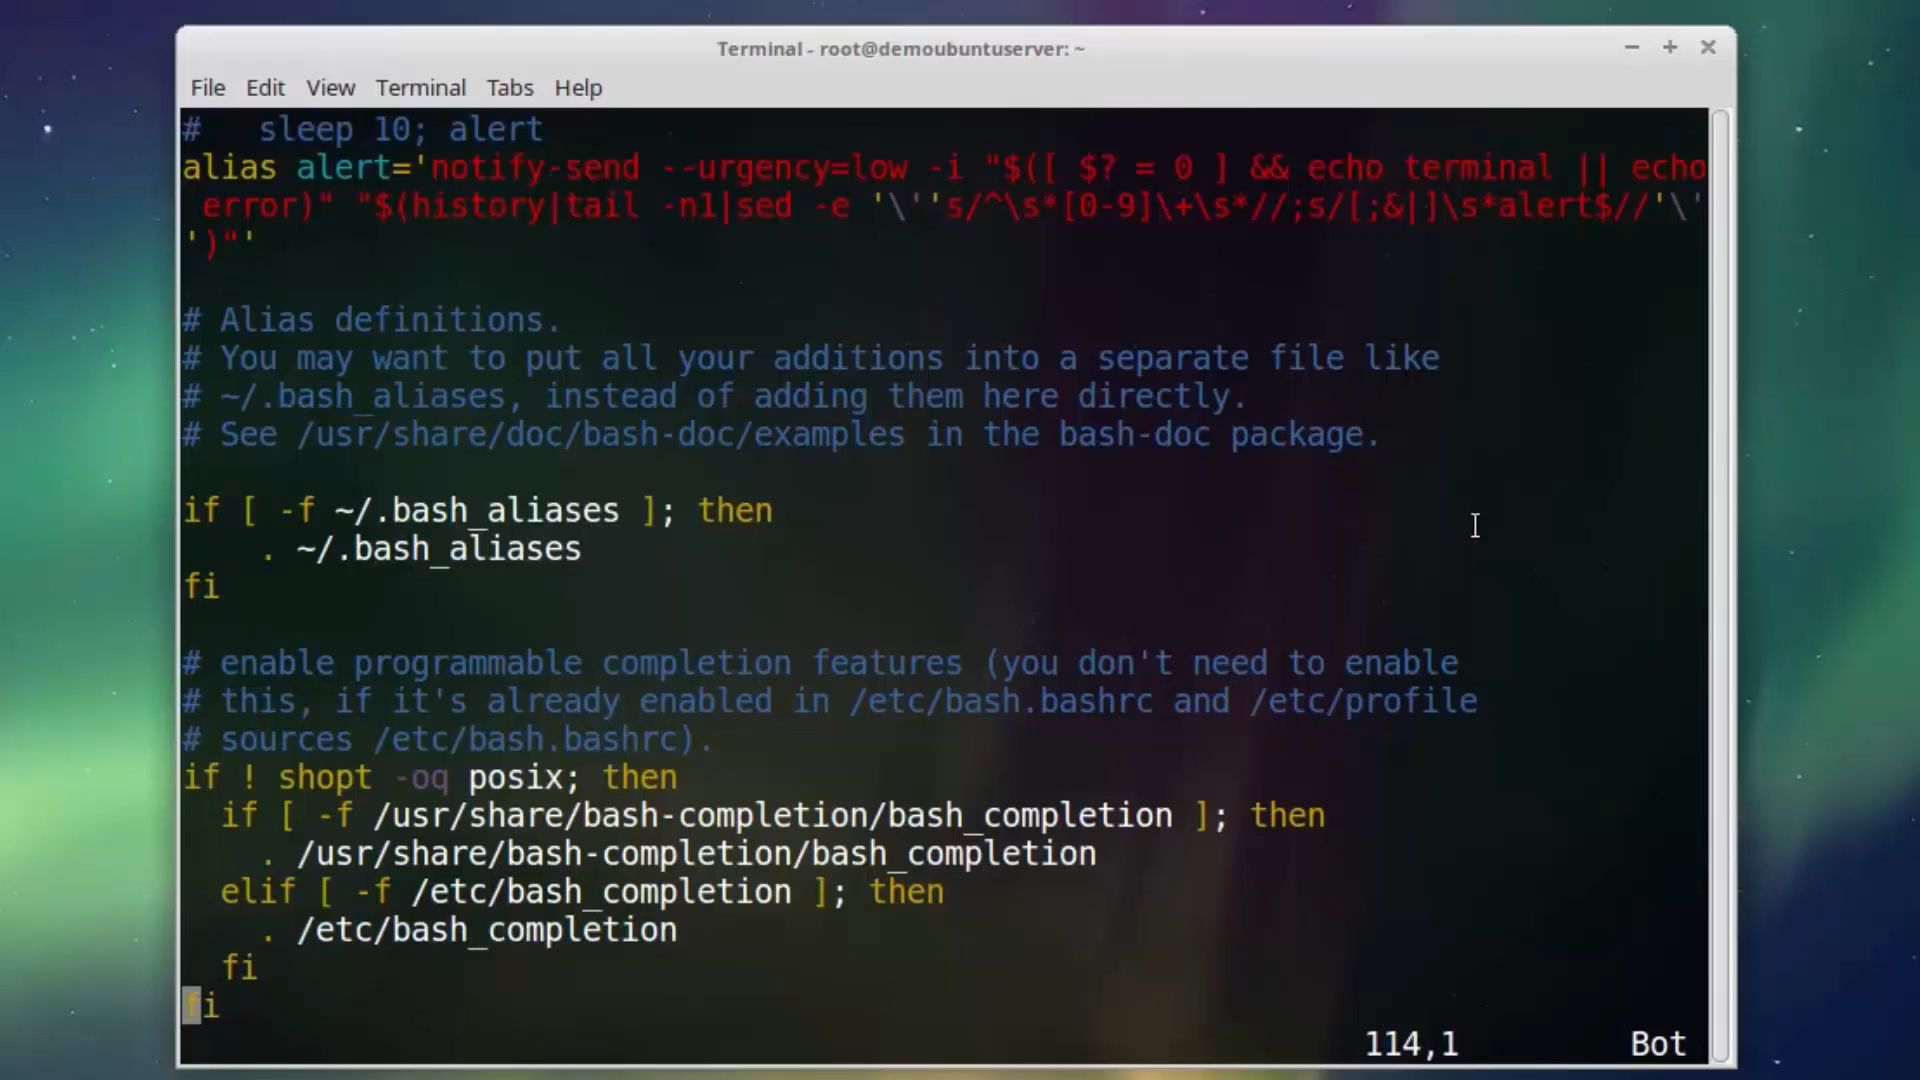 Terminal - root@demoubuntuserver: ~
File Edit View Terminal Tabs Help
#   sleep 10; alert
alias alert='notify-send --urgency=low -i "$([ $? = 0 ] && echo terminal || echo
 error)" "$(history|tail -n1|sed -e '\''s/^\s*[0-9]\+\s*//;s/[;&|]\s*alert$//'\'
')"'
# Alias definitions.
# You may want to put all your additions into a separate file like
# ~/.bash_aliases, instead of adding them here directly.
# See /usr/share/doc/bash-doc/examples in the bash-doc package.
if [ -f ~/.bash_aliases ]; then
    . ~/.bash_aliases
fi
# enable programmable completion features (you don't need to enable
# this, if it's already enabled in /etc/bash.bashrc and /etc/profile
# sources /etc/bash.bashrc).
if ! shopt -oq posix; then
  if [ -f /usr/share/bash-completion/bash_completion ]; then
    . /usr/share/bash-completion/bash_completion
  elif [ -f /etc/bash_completion ]; then
    . /etc/bash_completion
  fi
fi
114,1 Bot